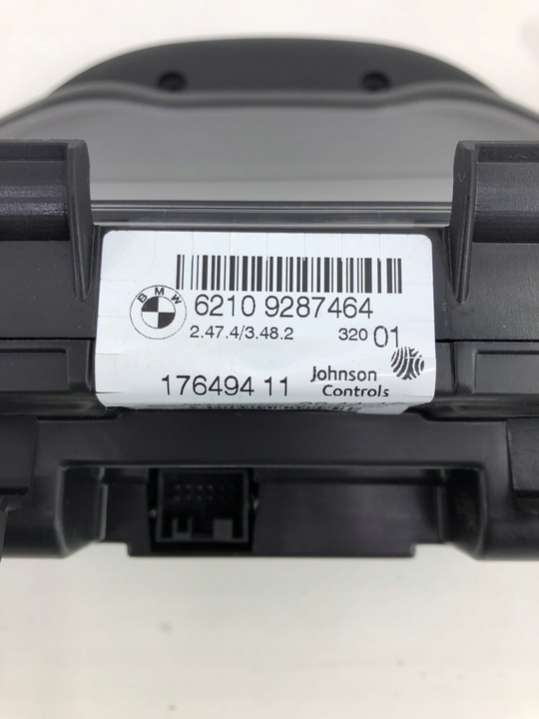 BMW
6210 9287464
2.47.4/3.48.2 320 01
176494 11 Johnson
Controls